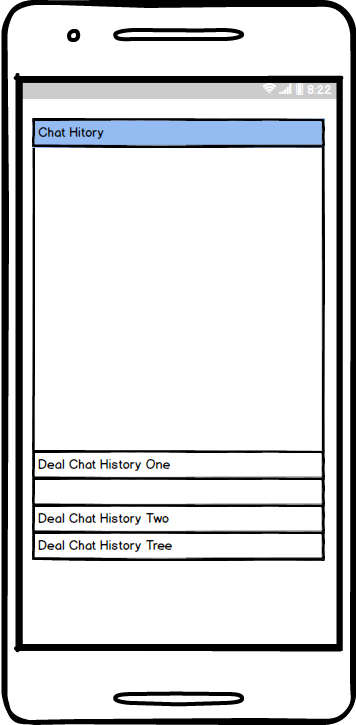 8:22
Chat Hitory
Deal Chat History One
Deal Chat History Two
Deal Chat History Tree